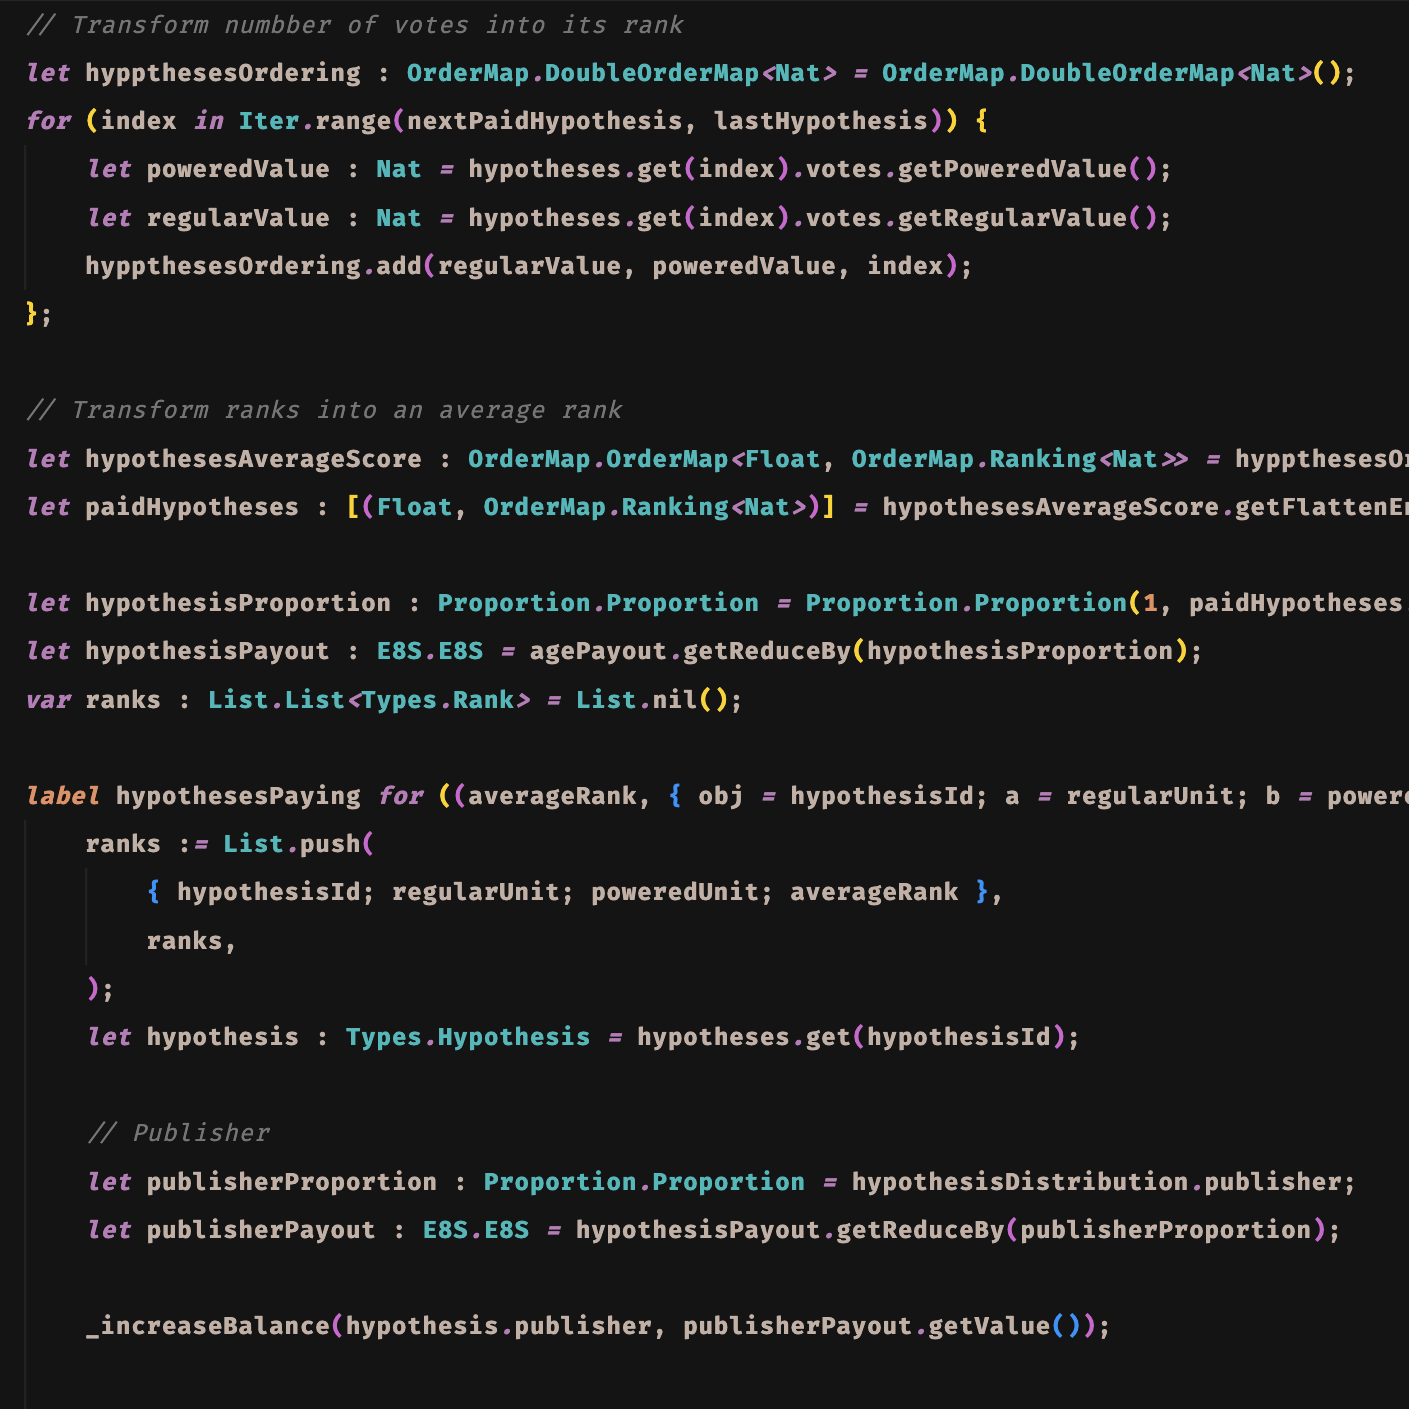 // Transform numbber of votes into its rank
let hyppthesesOrdering : OrderMap.DoubleOrderMap<Nat> = OrderMap.DoubleOrderMap<Nat>();
for (index in Iter.range(nextPaidHypothesis, lastHypothesis)) {
let poweredValue : Nat = hypotheses.get(index).votes.getPoweredValue();
let regularValue : Nat = hypotheses.get(index).votes.getRegularValue();
hyppthesesOrdering.add(regularValue, poweredValue, index);
};
// Transform ranks into an average rank
let hypothesesAverageScore : OrderMap.OrderMap<Float, OrderMap.Ranking<Nat>> = hyppthesesOr
let paidHypotheses : [(Float, OrderMap.Ranking<Nat>)] = hypothesesAverageScore.getFlattenEn
let hypothesisProportion : Proportion.Proportion = Proportion.Proportion(1, paidHypotheses.
let hypothesisPayout : E8S.E8S = agePayout.getReduceBy(hypothesisProportion);
var ranks : List.List<Types.Rank> = List.nil();
label hypothesesPaying for ((averageRank, { obj = hypothesisId; a = regularUnit; b = powere
ranks := List.push(
{ hypothesisId; regularUnit; poweredUnit; averageRank },
ranks,
);
let hypothesis : Types.Hypothesis = hypotheses.get(hypothesisId);
// Publisher
let publisherProportion : Proportion.Proportion = hypothesisDistribution.publisher;
let publisherPayout : E8S.E8S = hypothesisPayout.getReduceBy(publisherProportion);
_increaseBalance(hypothesis.publisher, publisherPayout.getValue());